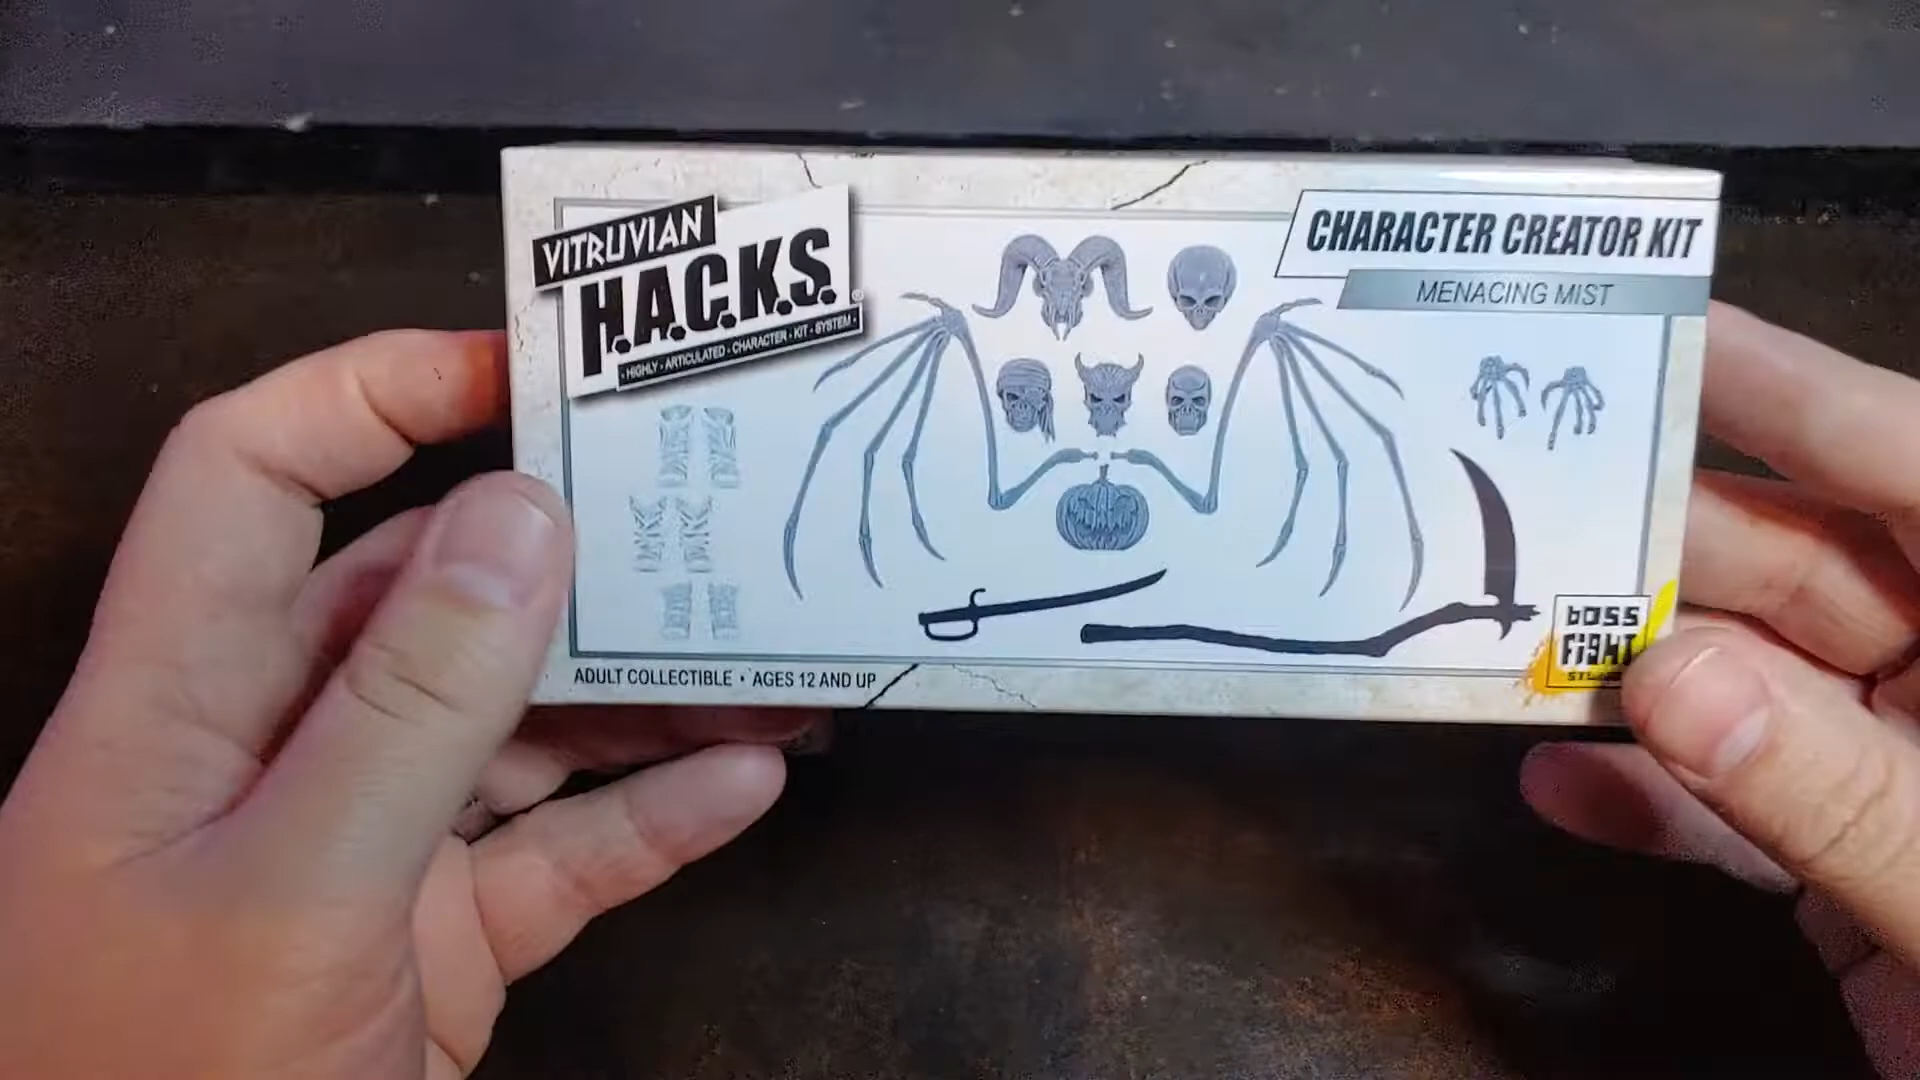 VITRUVIAN
H.A.C.K.S.®
• HIGHLY • ARTICULATED • CHARACTER • KIT • SYSTEM •
CHARACTER CREATOR KIT
MENACING MIST
ADULT COLLECTIBLE • AGES 12 AND UP
boss
FiGHT